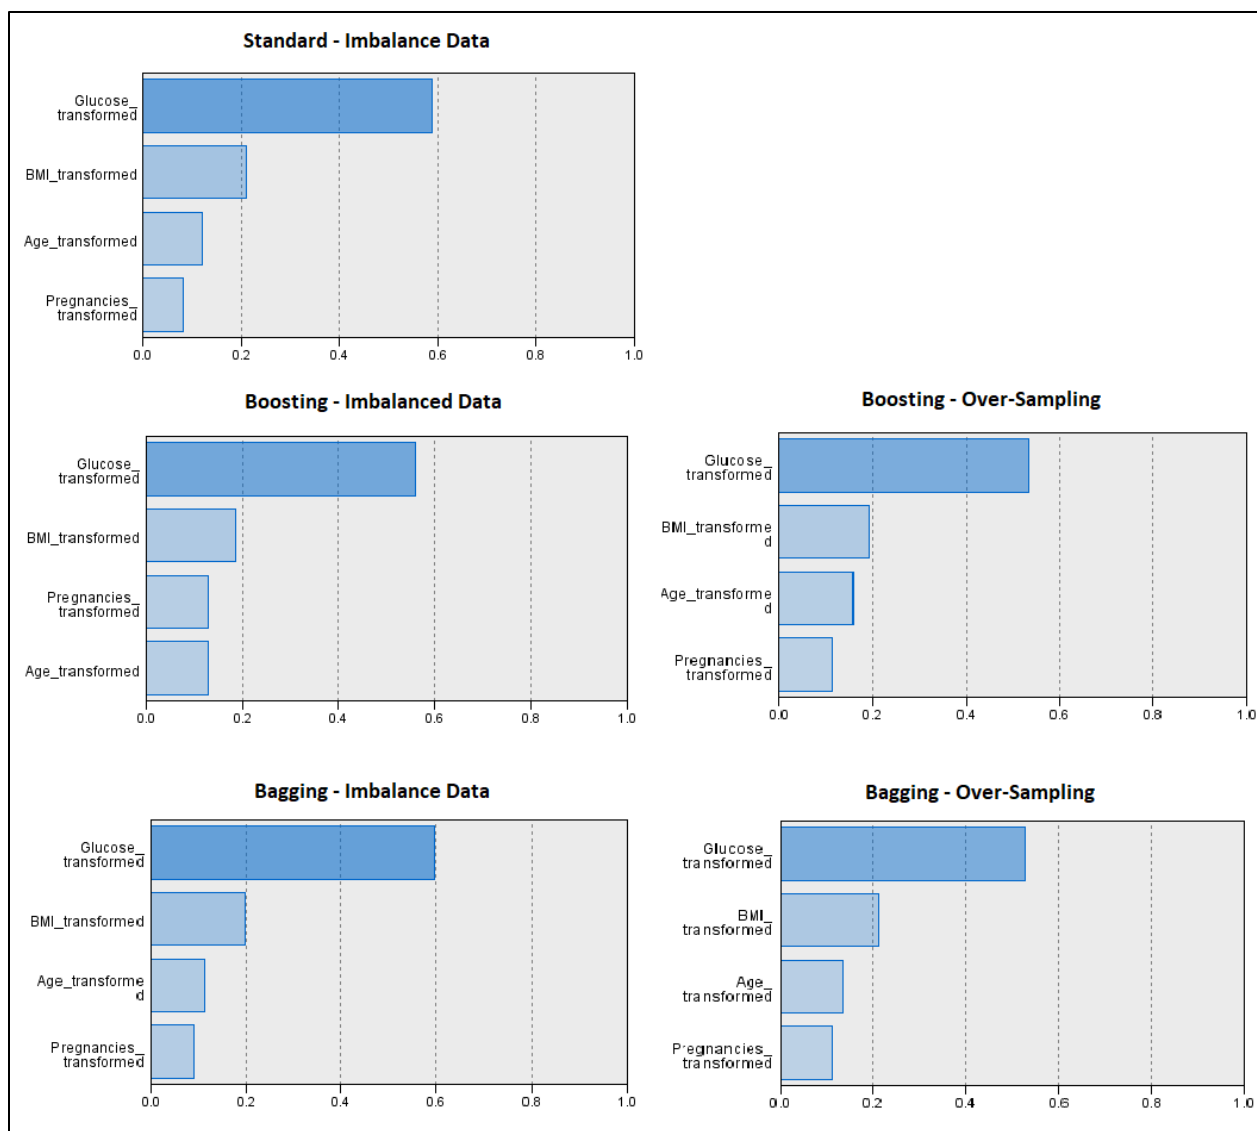 Standard - Imbalance Data
Glucose_
transformed
BMI_transformed
Age_transformed
Pregnancies_
transformed
0.0 0.2 0.4 0.6 0.8 1.0
Boosting - Imbalanced Data
Glucose_
transformed
BMI_transformed
Pregnancies_
transformed
Age_transformed
0.0 0.2 0.4 0.6 0.8 1.0
Boosting - Over-Sampling
Glucose_
transformed
BMI_transforme
d
Age_transforme
d
Pregnancies_
transformed
0.0 0.2 0.4 0.6 0.8 1.0
Bagging - Imbalance Data
Glucose_
transformed
BMI_transformed
Age_transforme
d
Pregnancies_
transformed
0.0 0.2 0.4 0.6 0.8 1.0
Bagging - Over-Sampling
Glucose_
transformed
BMI_
transformed
Age_
transformed
Pregnancies_
transformed
0.0 0.2 0.4 0.6 0.8 1.0